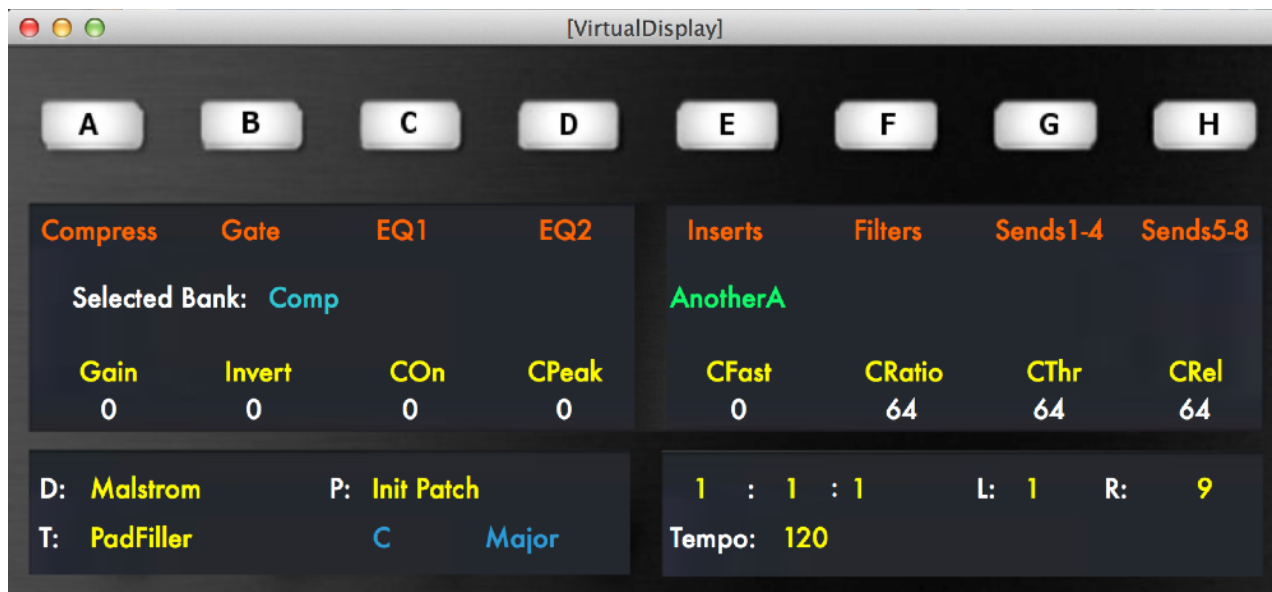 [VirtualDisplay]
A B C D E F G H
Compress Gate EQ1 EQ2 Inserts Filters Sends1-4 Sends5-8
Selected Bank: Comp AnotherA
Gain Invert COn CPeak CFast CRatio CThr CRel
0 0 0 0 0 64 64 64
D: Malstrom P: Init Patch 1 : 1 : 1 L: 1 R: 9
T: PadFiller C Major Tempo: 120